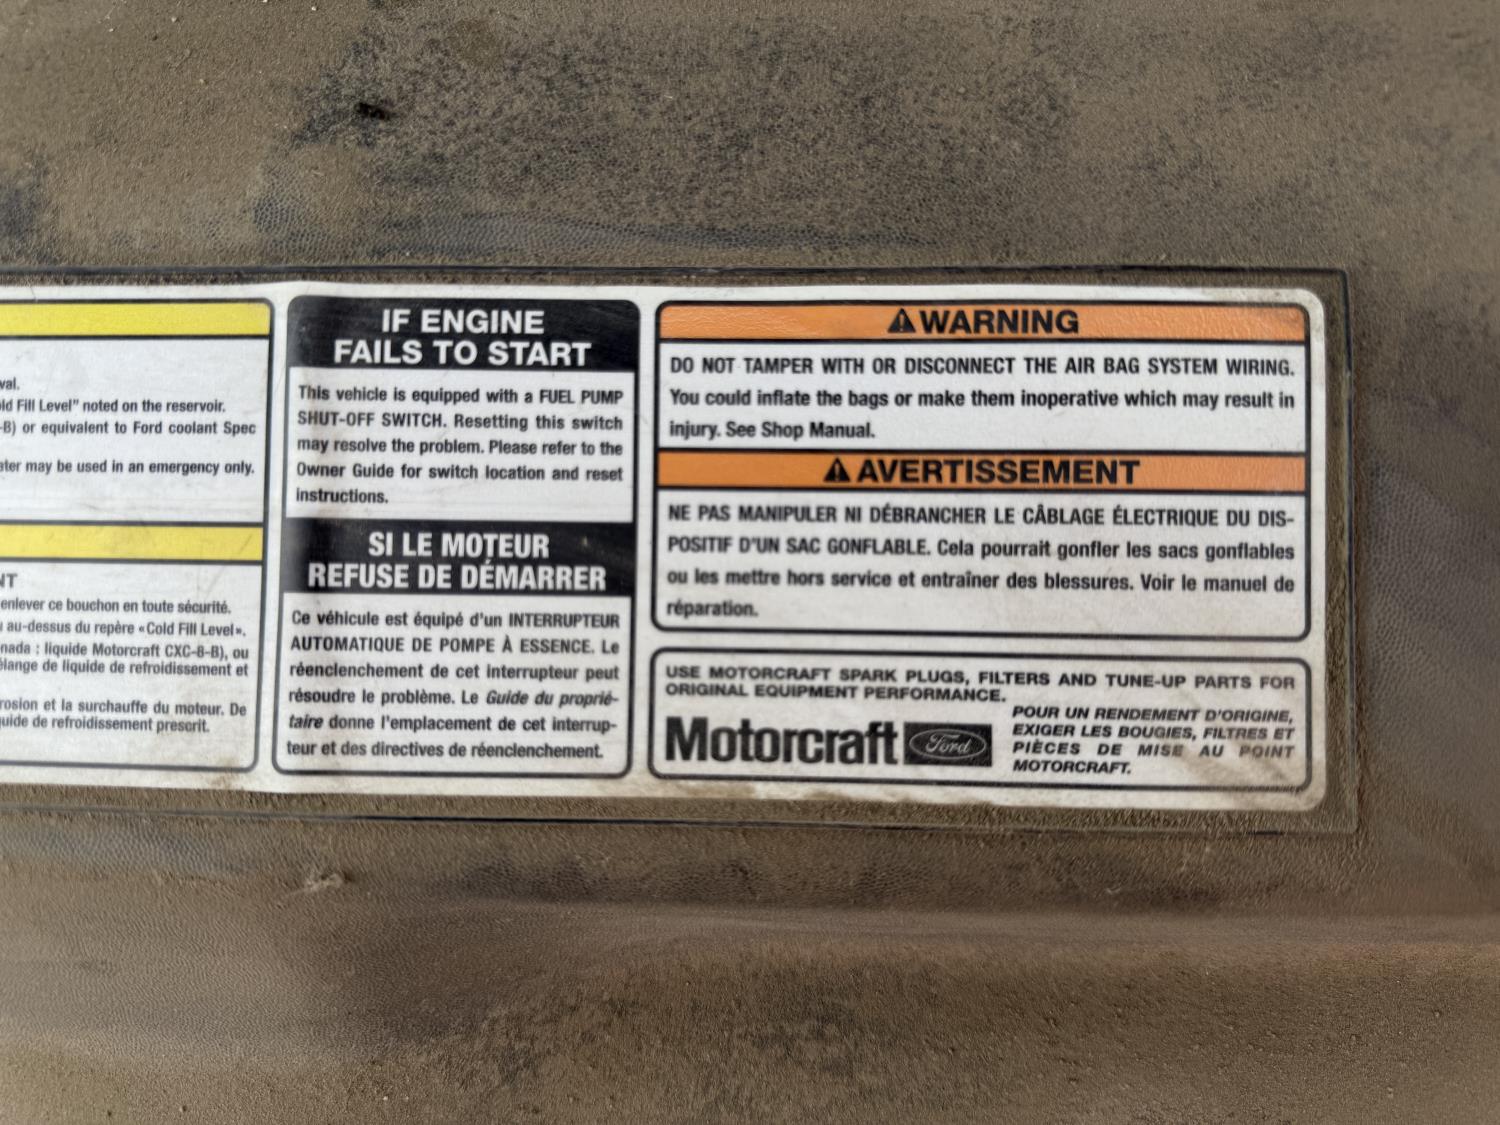 val.
ld Fill Level" noted on the reservoir.
-B) or equivalent to Ford coolant Spec
ater may be used in an emergency only.
NT
enlever ce bouchon en toute sécurité.
au-dessus du repère «Cold Fill Level».
nada : liquide Motorcraft CXC-8-B), ou
élange de liquide de refroidissement et
rosion et la surchauffe du moteur. De
uide de refroidissement prescrit.
IF ENGINE
FAILS TO START
This vehicle is equipped with a FUEL PUMP
SHUT-OFF SWITCH. Resetting this switch
may resolve the problem. Please refer to the
Owner Guide for switch location and reset
instructions.
SI LE MOTEUR
REFUSE DE DÉMARRER
Ce véhicule est équipé d'un INTERRUPTEUR
AUTOMATIQUE DE POMPE À ESSENCE. Le
réenclenchement de cet interrupteur peut
résoudre le problème. Le Guide du proprié-
taire donne l'emplacement de cet interrup-
teur et des directives de réenclenchement.
WARNING
DO NOT TAMPER WITH OR DISCONNECT THE AIR BAG SYSTEM WIRING.
You could inflate the bags or make them inoperative which may result in
injury. See Shop Manual.
AVERTISSEMENT
NE PAS MANIPULER NI DÉBRANCHER LE CÂBLAGE ÉLECTRIQUE DU DIS-
POSITIF D'UN SAC GONFLABLE. Cela pourrait gonfler les sacs gonflables
ou les mettre hors service et entraîner des blessures. Voir le manuel de
réparation.
USE MOTORCRAFT SPARK PLUGS, FILTERS AND TUNE-UP PARTS FOR
ORIGINAL EQUIPMENT PERFORMANCE.
Motorcraft Ford
POUR UN RENDEMENT D'ORIGINE,
EXIGER LES BOUGIES, FILTRES ET
PIÈCES DE MISE AU POINT
MOTORCRAFT.